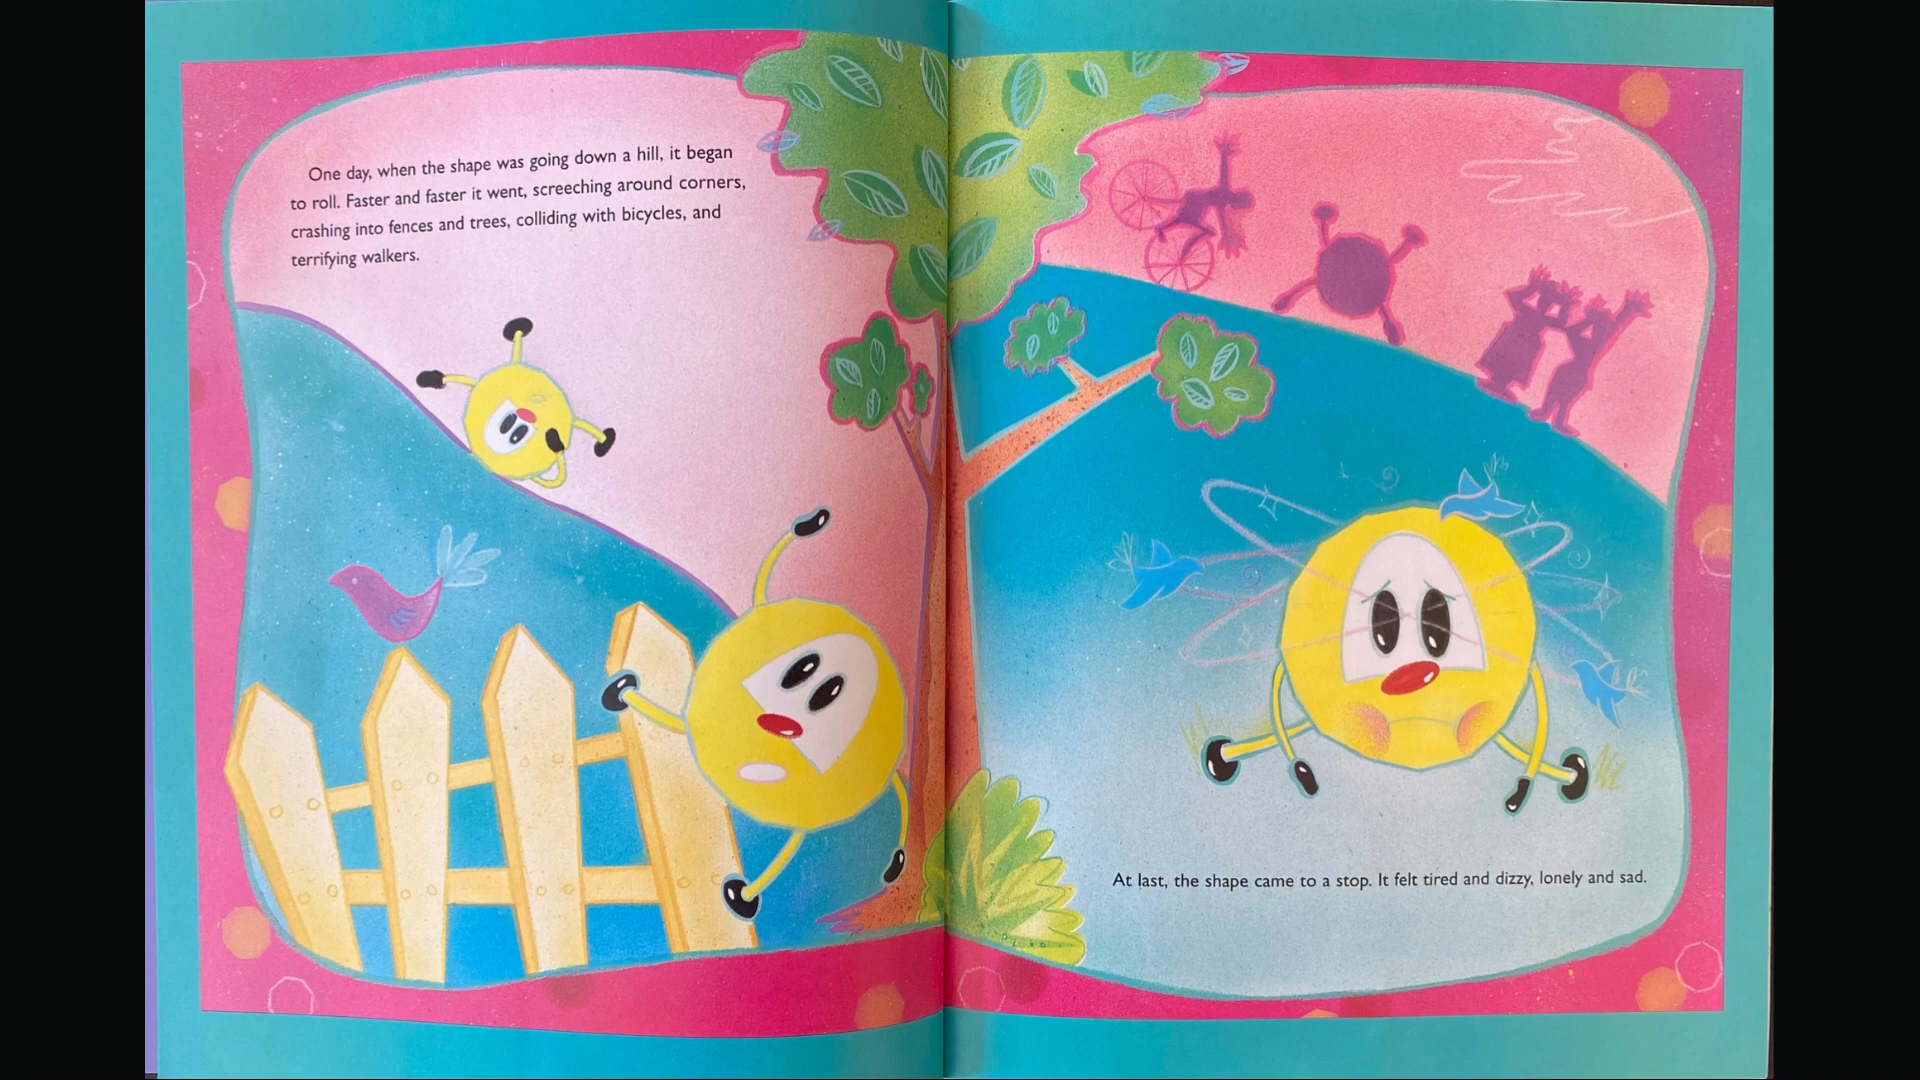 One day, when the shape was going down a hill, it began
to roll. Faster and faster it went, screeching around corners,
crashing into fences and trees, colliding with bicycles, and
terrifying walkers.
At last, the shape came to a stop. It felt tired and dizzy, lonely and sad.